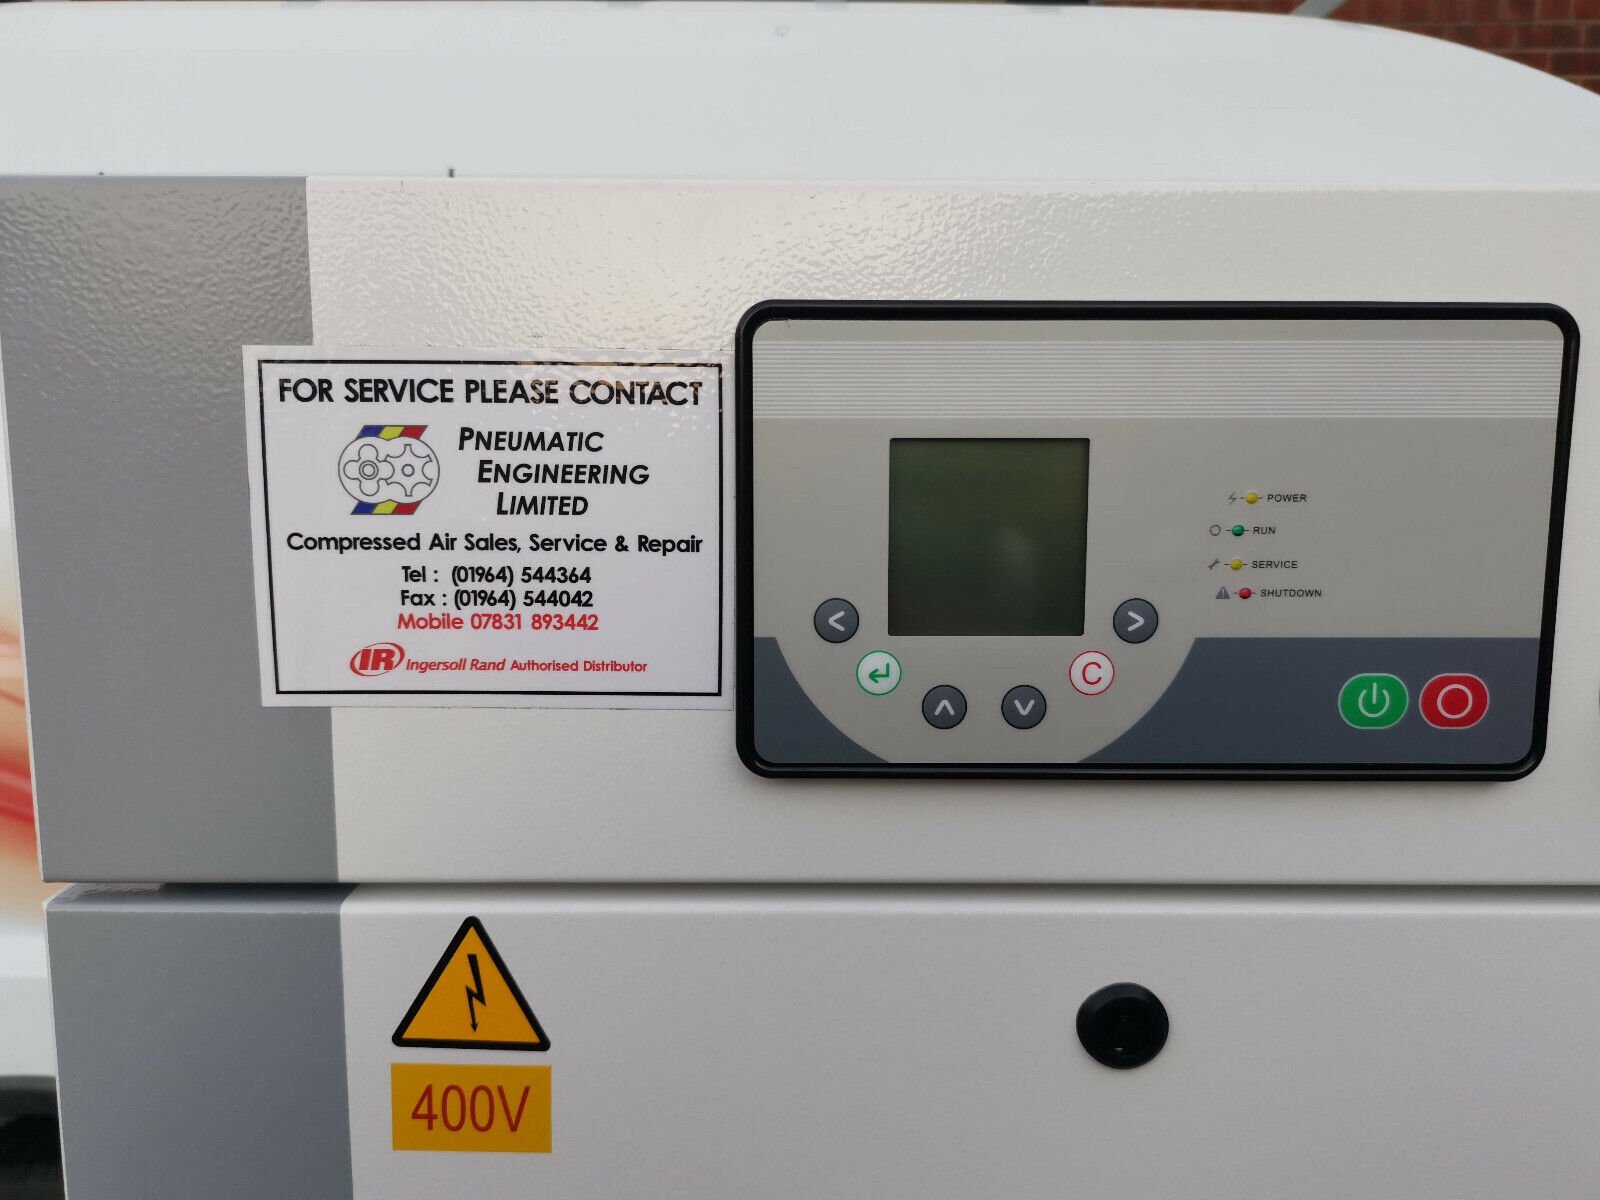 FOR SERVICE PLEASE CONTACT
PNEUMATIC
ENGINEERING
LIMITED
Compressed Air Sales, Service & Repair
Tel : (01964) 544364
Fax : (01964) 544042
Mobile 07831 893442
IR Ingersoll Rand Authorised Distributor
POWER
RUN
SERVICE
SHUTDOWN
C
400V